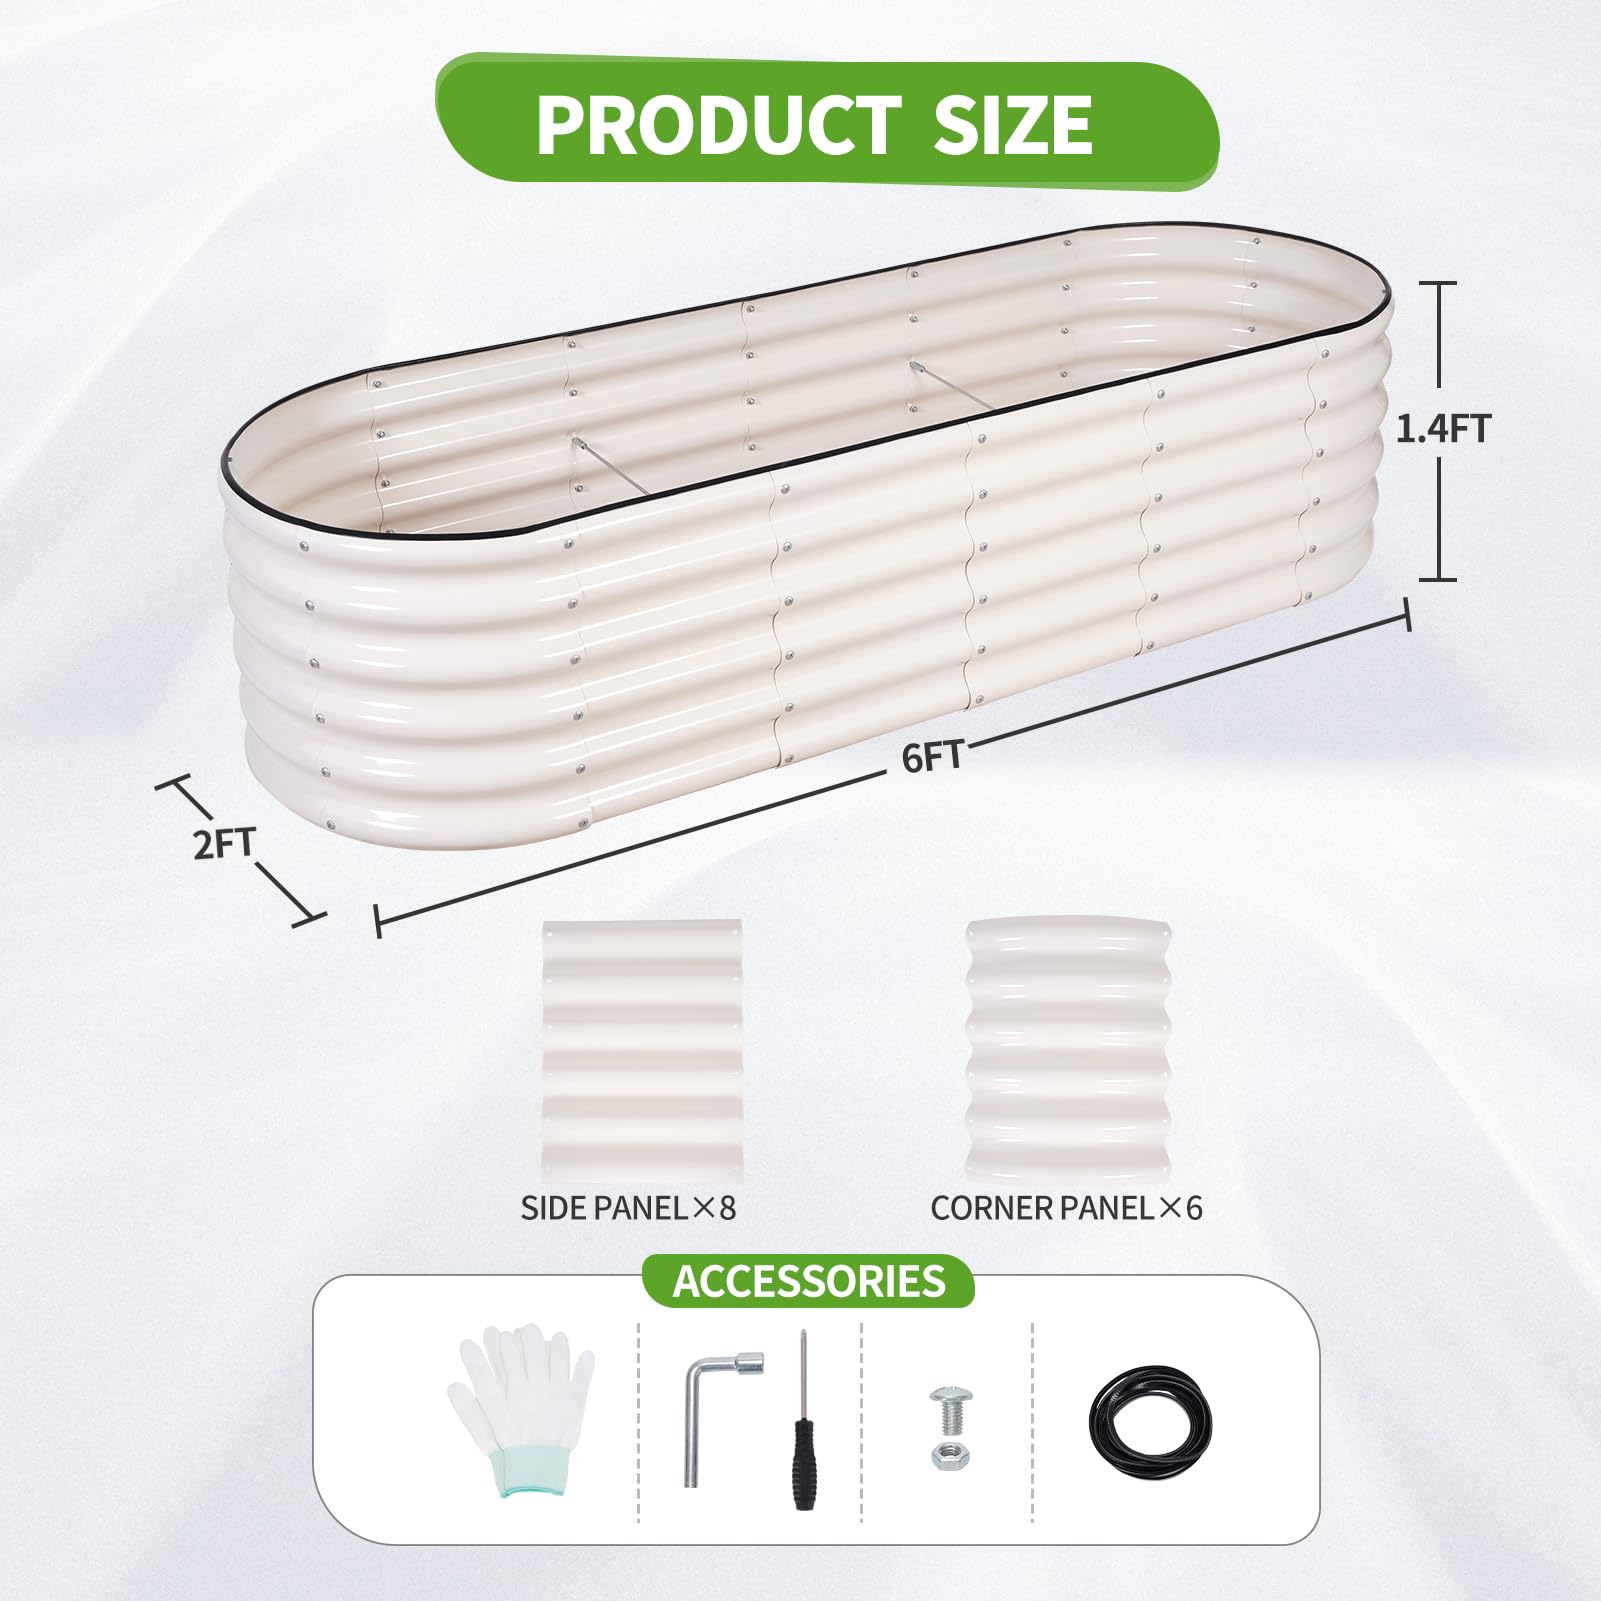 PRODUCT SIZE
1.4FT
6FT
2FT
SIDE PANEL×8
CORNER PANEL×6
ACCESSORIES